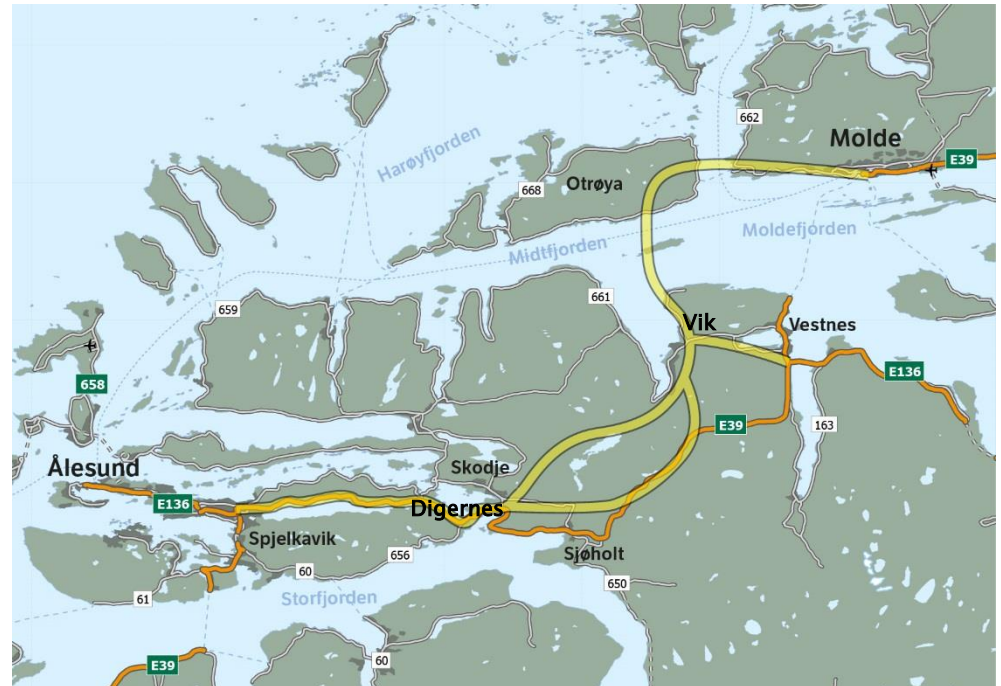 662
Molde
E39
Harøyfjorden
668
Otrøya
Moldefjorden
Midtfjorden
661
659
Vik
Vestnes
658
E136
E39
163
Ålesund
Skodje
E136
Digernes
Spjelkavik
656
Sjøholt
60
650
61
Storfjorden
E39
60